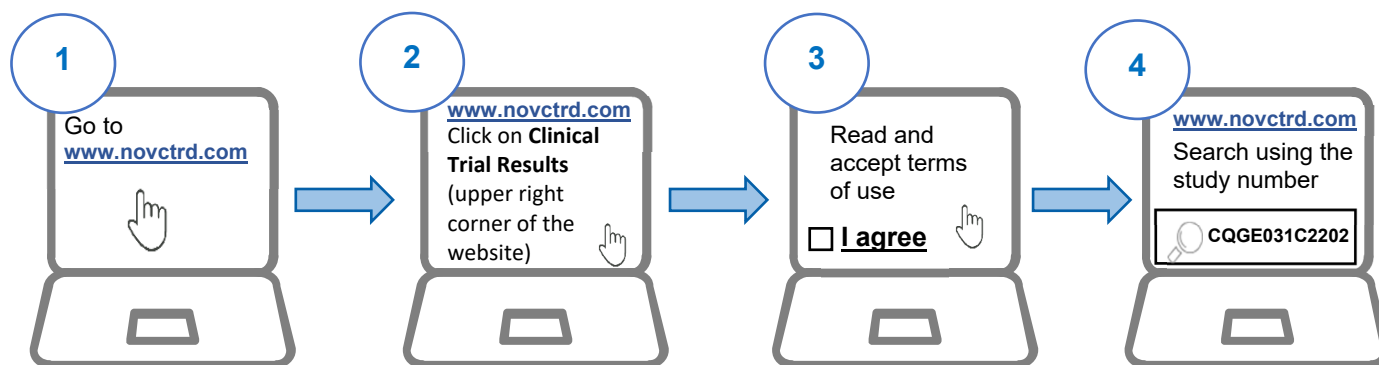 1
Go to
www.novctrd.com
2
www.novctrd.com
Click on Clinical
Trial Results
(upper right
corner of the
website)
3
Read and
accept terms
of use
I agree
4
www.novctrd.com
Search using the
study number
CQGE031C2202